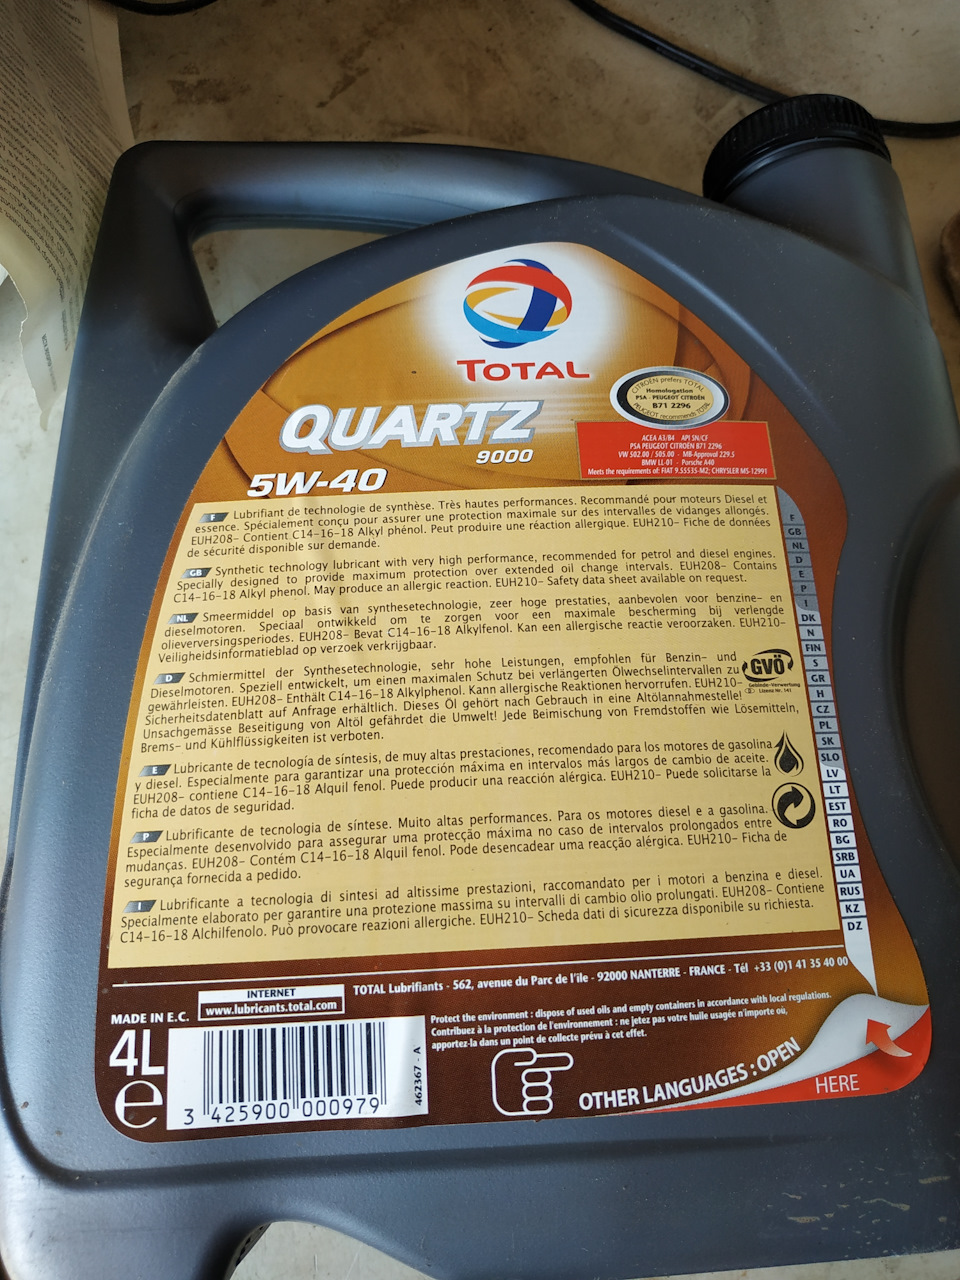 TOTAL
CITROËN prefers TOTAL
Homologation
PSA - PEUGEOT CITROËN
B71 2296
PEUGEOT recommends TOTAL
QUARTZ
9000
5W-40
ACEA A3/B4 API SN/CF
PSA PEUGEOT CITROËN B71 2296
VW 502.00 / 505.00 - MB-Approval 229.5
BMW LL-01 - Porsche A40
Meets the requirements of: FIAT 9.55535-M2; CHRYSLER MS-12991
F Lubrifiant de technologie de synthèse. Très hautes performances. Recommandé pour moteurs Diesel et
essence. Spécialement conçu pour assurer une protection maximale sur des intervalles de vidanges allongés.
EUH208- Contient C14-16-18 Alkyl phénol. Peut produire une réaction allergique. EUH210- Fiche de données
de sécurité disponible sur demande.
GB Synthetic technology lubricant with very high performance, recommended for petrol and diesel engines.
Specially designed to provide maximum protection over extended oil change intervals. EUH208- Contains
C14-16-18 Alkyl phenol. May produce an allergic reaction. EUH210- Safety data sheet available on request.
NL Smeermiddel op basis van synthesetechnologie, zeer hoge prestaties, aanbevolen voor benzine- en
dieselmotoren. Speciaal ontwikkeld om te zorgen voor een maximale bescherming bij verlengde
olieverversingsperiodes. EUH208- Bevat C14-16-18 Alkylfenol. Kan een allergische reactie veroorzaken. EUH210-
Veiligheidsinformatieblad op verzoek verkrijgbaar.
D Schmiermittel der Synthesetechnologie, sehr hohe Leistungen, empfohlen für Benzin- und
Dieselmotoren. Speziell entwickelt, um einen maximalen Schutz bei verlängerten Ölwechselintervallen zu
gewährleisten. EUH208- Enthält C14-16-18 Alkylphenol. Kann allergische Reaktionen hervorrufen. EUH210-
Sicherheitsdatenblatt auf Anfrage erhältlich. Dieses Öl gehört nach Gebrauch in eine Altölannahmestelle!
Unsachgemässe Beseitigung von Altöl gefährdet die Umwelt! Jede Beimischung von Fremdstoffen wie Lösemitteln,
Brems- und Kühlflüssigkeiten ist verboten.
GVÖ
Gebinde-Verwertung
D Lizenz Nr. 141
E Lubricante de tecnología de síntesis, de muy altas prestaciones, recomendado para los motores de gasolina
y diesel. Especialmente para garantizar una protección máxima en intervalos más largos de cambio de aceite.
EUH208- contiene C14-16-18 Alquil fenol. Puede producir una reacción alérgica. EUH210- Puede solicitarse la
ficha de datos de seguridad.
P Lubrificante de tecnologia de síntese. Muito altas performances. Para os motores diesel e a gasolina.
Especialmente desenvolvido para assegurar uma protecção máxima no caso de intervalos prolongados entre
mudanças. EUH208- Contém C14-16-18 Alquil fenol. Pode desencadear uma reacção alérgica. EUH210- Ficha de
segurança fornecida a pedido.
I Lubrificante a tecnologia di sintesi ad altissime prestazioni, raccomandato per i motori a benzina e diesel.
Specialmente elaborato per garantire una protezione massima su intervalli di cambio olio prolungati. EUH208- Contiene
C14-16-18 Alchilfenolo. Può provocare reazioni allergiche. EUH210- Scheda dati di sicurezza disponibile su richiesta.
F
GB
NL
D
E
P
I
DK
N
FIN
S
GR
H
CZ
PL
SK
SLO
LV
LT
EST
RO
BG
SRB
UA
RUS
KZ
DZ
TOTAL Lubrifiants - 562, avenue du Parc de l'île - 92000 NANTERRE - FRANCE - Tél +33 (0)1 41 35 40 00
INTERNET
www.lubricants.total.com
MADE IN E.C.
4L
e
3 425900 000979
462367 - A
Protect the environment : dispose of used oils and empty containers in accordance with local regulations.
Contribuez à la protection de l'environnement : ne jetez pas votre huile usagée n'importe où,
apportez-la dans un point de collecte prévu à cet effet.
OTHER LANGUAGES : OPEN
HERE